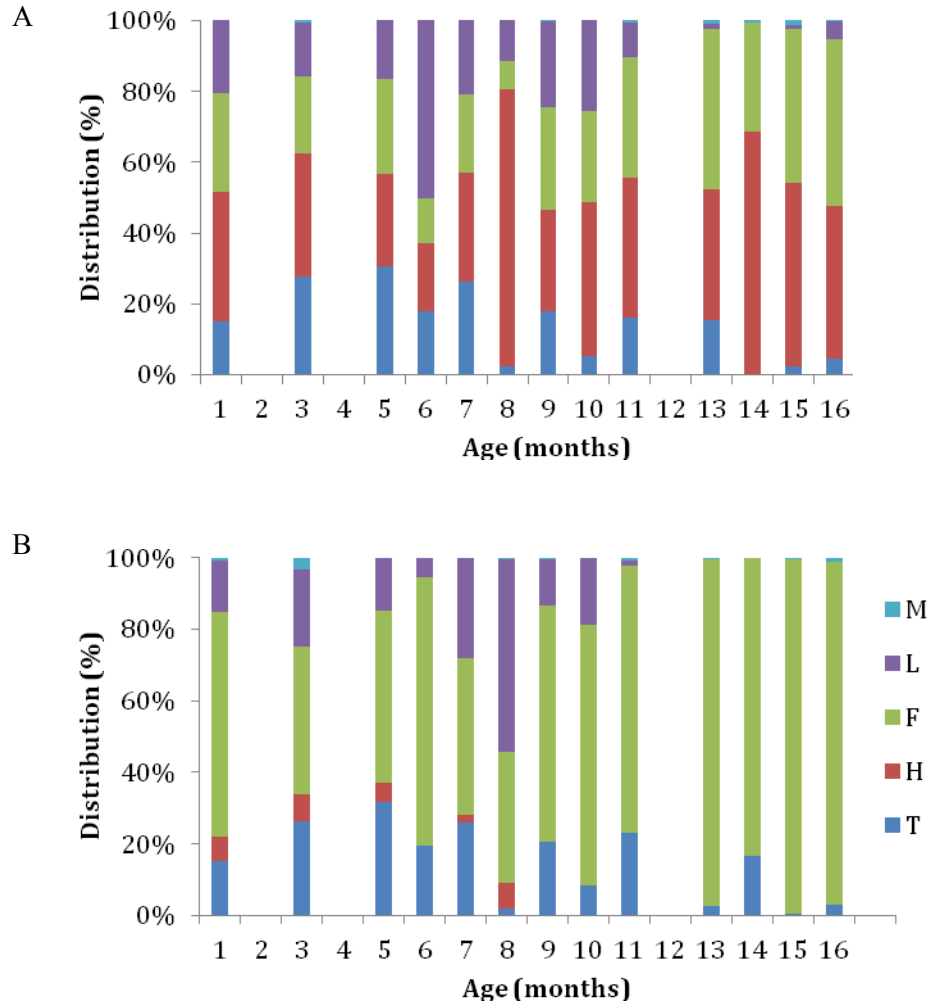 A
100%
80%
60%
40%
20%
0%
Distribution (%)
1 2 3 4 5 6 7 8 9 10 11 12 13 14 15 16
Age (months)
B
100%
80%
60%
40%
20%
0%
Distribution (%)
1 2 3 4 5 6 7 8 9 10 11 12 13 14 15 16
Age (months)
M
L
F
H
T